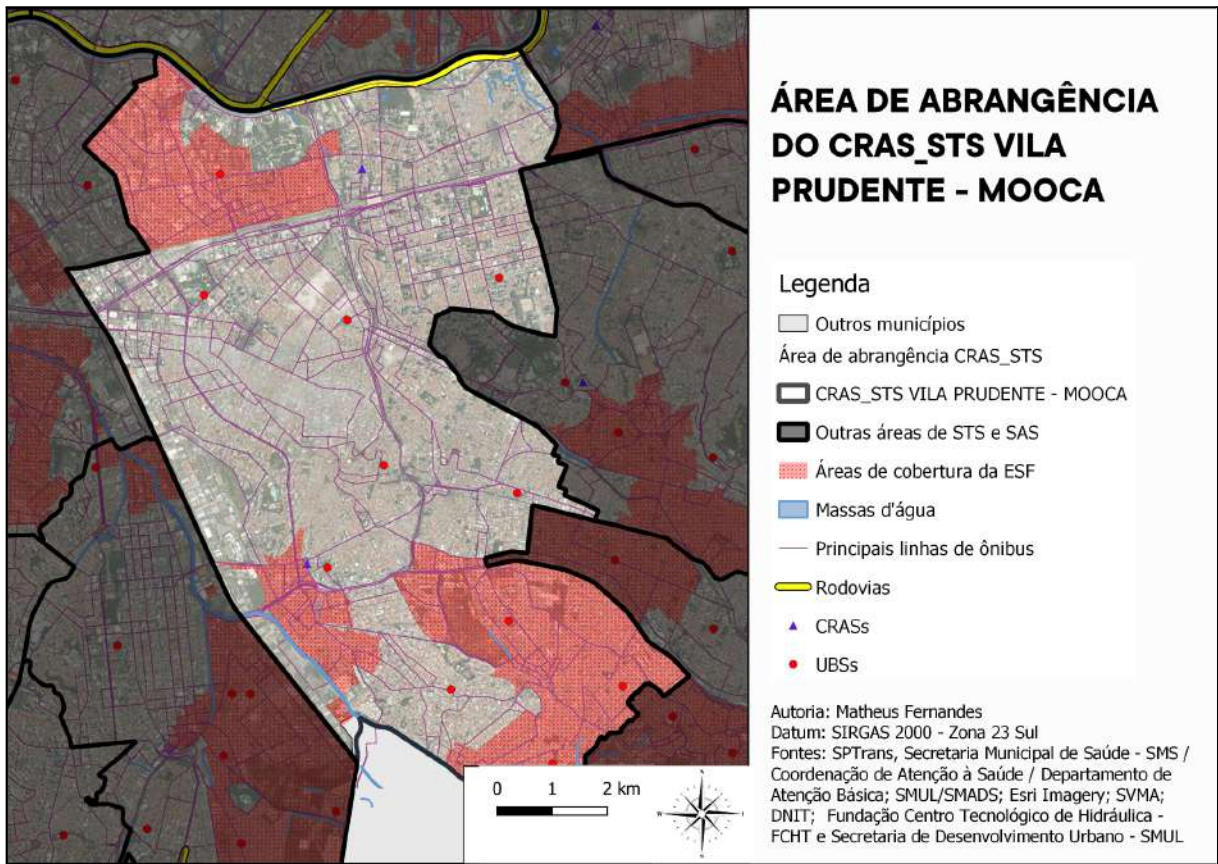 ÁREA DE ABRANGÊNCIA
DO CRAS_STS VILA
PRUDENTE - MOOCA
Legenda
Outros municípios
Área de abrangência CRAS_STS
CRAS_STS VILA PRUDENTE - MOOCA
Outras áreas de STS e SAS
Áreas de cobertura da ESF
Massas d'água
Principais linhas de ônibus
Rodovias
CRASs
UBSs
Autoria: Matheus Fernandes
Datum: SIRGAS 2000 - Zona 23 Sul
Fontes: SPTrans, Secretaria Municipal de Saúde - SMS /
Coordenação de Atenção à Saúde / Departamento de
Atenção Básica; SMUL/SMADS; Esri Imagery; SVMA;
DNIT; Fundação Centro Tecnológico de Hidráulica -
FCHT e Secretaria de Desenvolvimento Urbano - SMUL
0 1 2 km